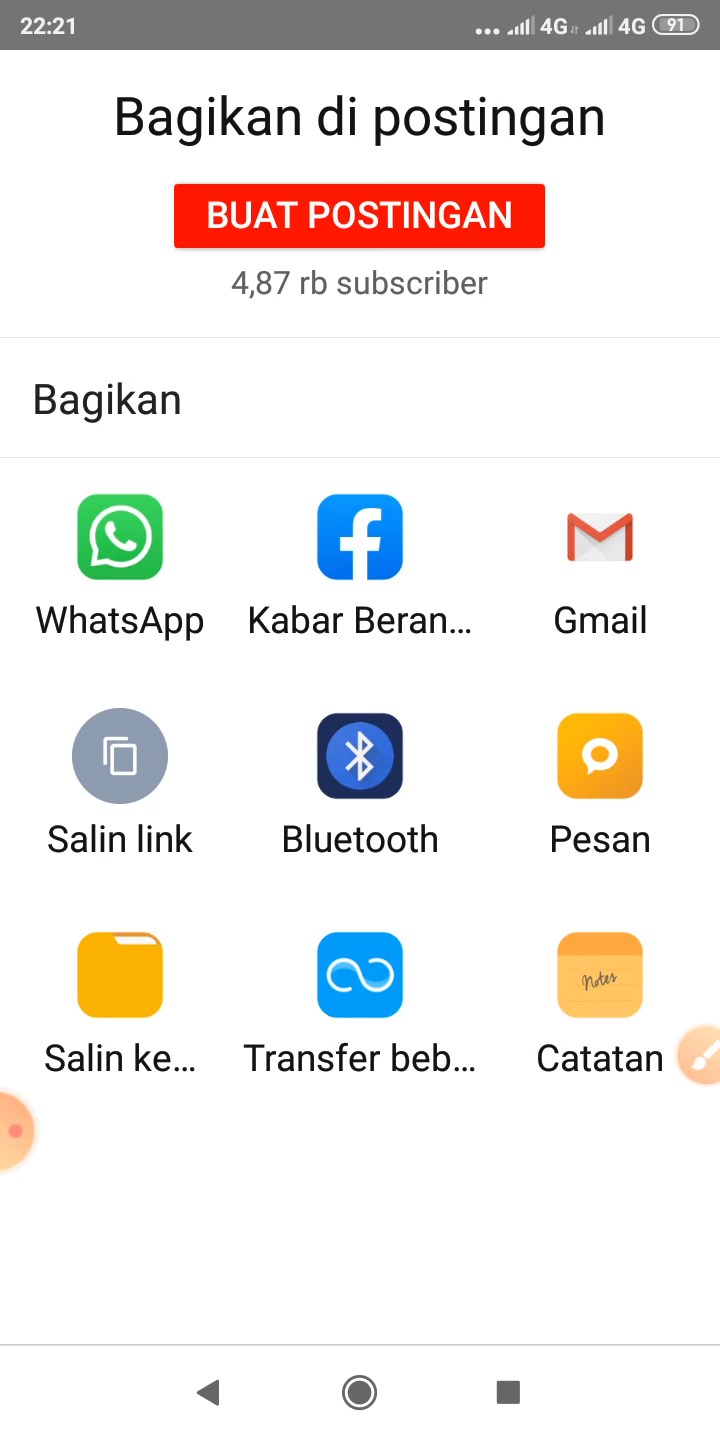 22:21
4G 4G 91
Bagikan di postingan
BUAT POSTINGAN
4,87 rb subscriber
Bagikan
WhatsApp
Kabar Beran...
Gmail
Salin link
Bluetooth
Pesan
Notes
Salin ke...
Transfer beb...
Catatan